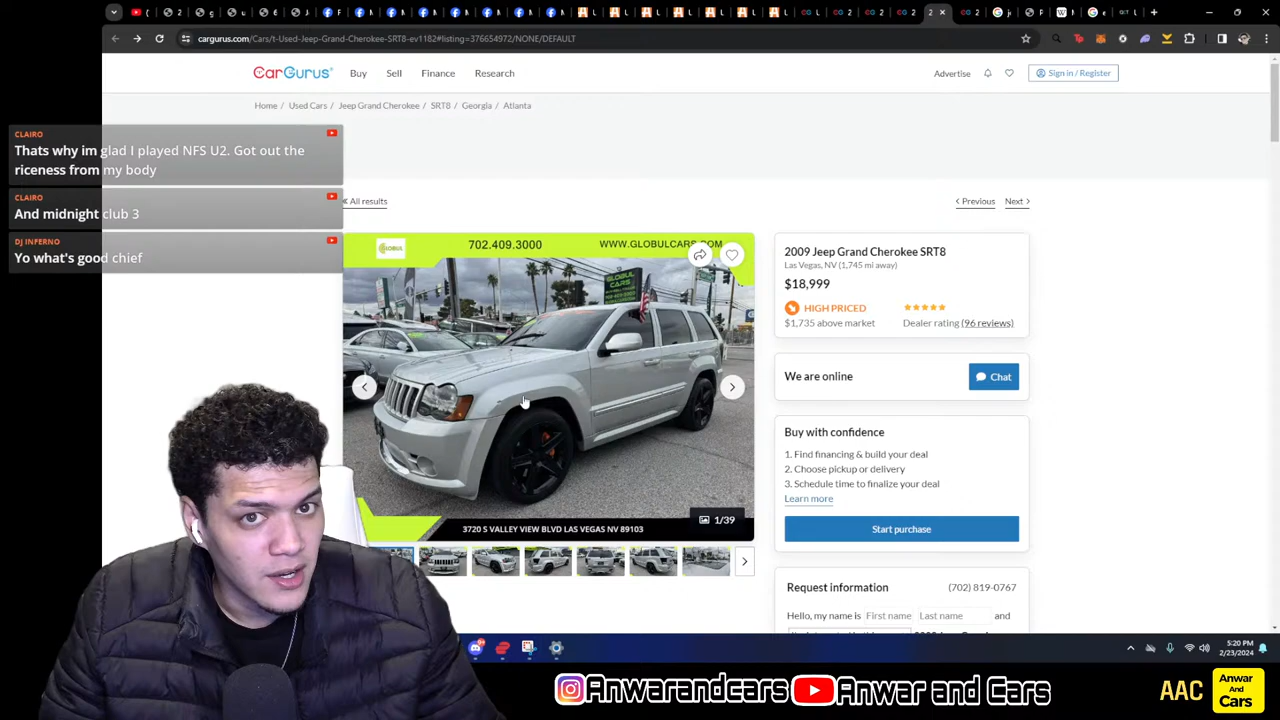 cargurus.com/Cars/t-Used-Jeep-Grand-Cherokee-SRT8-ev1182#listing=376654972/NONE/DEFAULT
CarGurus
Buy
Sell
Finance
Research
Advertise
Sign in / Register
Home / Used Cars / Jeep Grand Cherokee / SRT8 / Georgia / Atlanta
CLAIRO
Thats why im glad I played NFS U2. Got out the
riceness from my body
CLAIRO
And midnight club 3
DJ INFERNO
Yo what's good chief
All results
Previous
Next
GLOBUL
702.409.3000
WWW.GLOBULCARS.COM
GLOBUL
CARS
3720 S VALLEY VIEW BLVD LAS VEGAS NV 89103
1/39
2009 Jeep Grand Cherokee SRT8
Las Vegas, NV (1,745 mi away)
$18,999
HIGH PRICED
$1,735 above market
Dealer rating (96 reviews)
We are online
Chat
Buy with confidence
1. Find financing & build your deal
2. Choose pickup or delivery
3. Schedule time to finalize your deal
Learn more
Start purchase
Request information
(702) 819-0767
Hello, my name is First name Last name and
5:20 PM
2/23/2024
@Anwarandcars
Anwar and Cars
AAC
Anwar
and
Cars